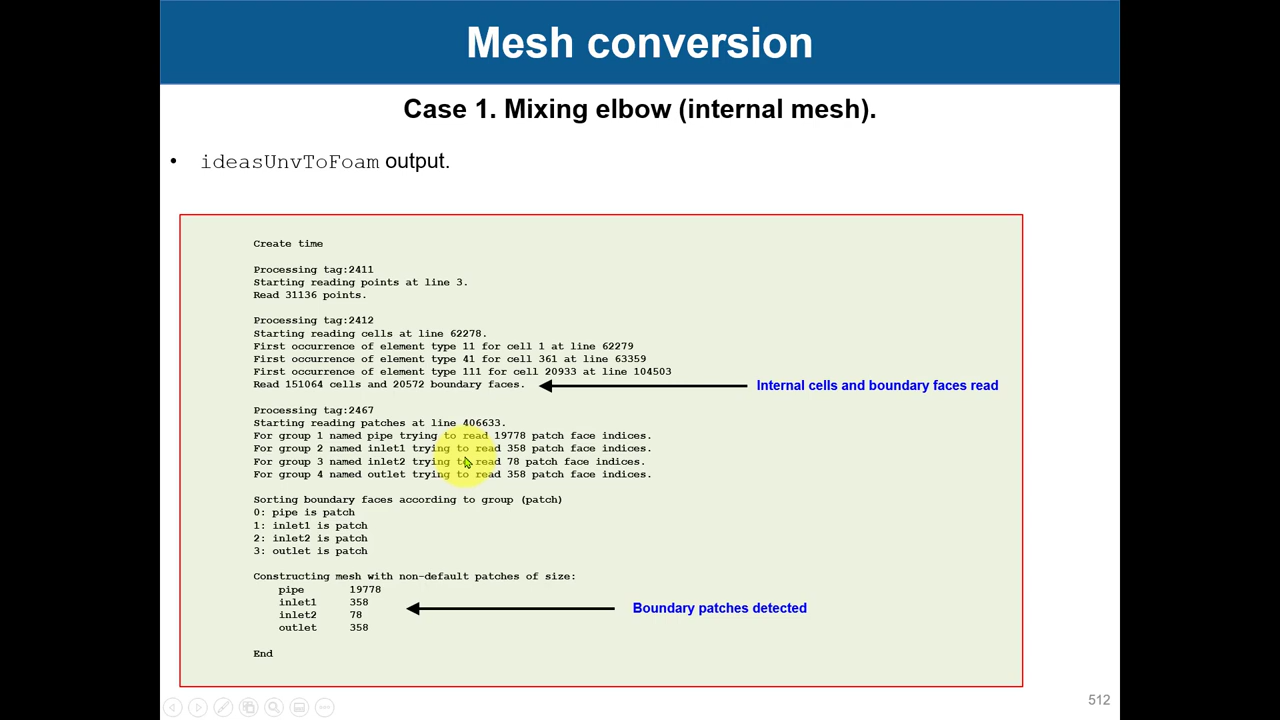 Mesh conversion
Case 1. Mixing elbow (internal mesh).
• ideasUnvToFoam output.
Create time
Processing tag:2411
Starting reading points at line 3.
Read 31136 points.
Processing tag:2412
Starting reading cells at line 62278.
First occurrence of element type 11 for cell 1 at line 62279
First occurrence of element type 41 for cell 361 at line 63359
First occurrence of element type 111 for cell 20933 at line 104503
Read 151064 cells and 20572 boundary faces.
Internal cells and boundary faces read
Processing tag:2467
Starting reading patches at line 406633.
For group 1 named pipe trying to read 19778 patch face indices.
For group 2 named inlet1 trying to read 358 patch face indices.
For group 3 named inlet2 trying to read 78 patch face indices.
For group 4 named outlet trying to read 358 patch face indices.
Sorting boundary faces according to group (patch)
0: pipe is patch
1: inlet1 is patch
2: inlet2 is patch
3: outlet is patch
Constructing mesh with non-default patches of size:
pipe 19778
inlet1 358
inlet2 78
outlet 358
Boundary patches detected
End
512